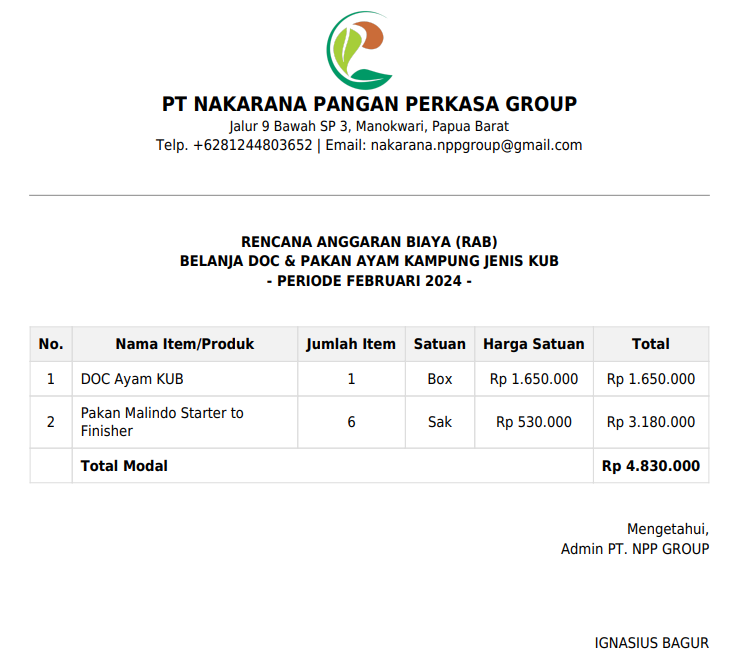 PT NAKARANA PANGAN PERKASA GROUP
Jalur 9 Bawah SP 3, Manokwari, Papua Barat
Telp. +6281244803652 | Email: nakarana.nppgroup@gmail.com
RENCANA ANGGARAN BIAYA (RAB)
BELANJA DOC & PAKAN AYAM KAMPUNG JENIS KUB
- PERIODE FEBRUARI 2024 -
No. Nama Item/Produk Jumlah Item Satuan Harga Satuan Total
1 DOC Ayam KUB 1 Box Rp 1.650.000 Rp 1.650.000
2 Pakan Malindo Starter to Finisher 6 Sak Rp 530.000 Rp 3.180.000
Total Modal Rp 4.830.000
Mengetahui,
Admin PT. NPP GROUP
IGNASIUS BAGUR